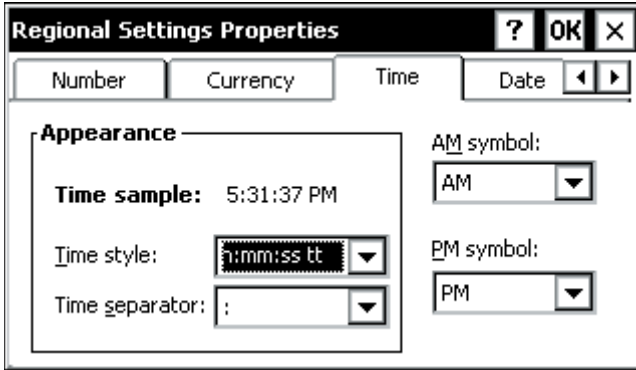 Regional Settings Properties ? OK ×
Number Currency Time Date
Appearance
Time sample: 5:31:37 PM
Time style: h:mm:ss tt
Time separator: :
AM symbol:
AM
PM symbol:
PM